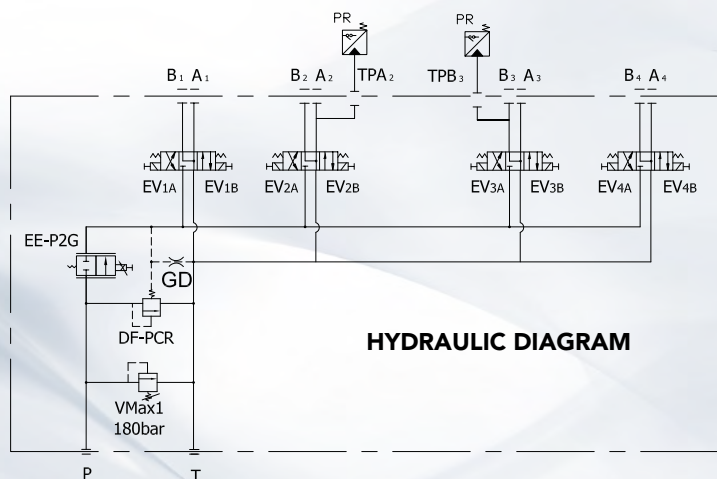 PR
PR
B1 A1
B2 A2
TPA2
TPB3
B3 A3
B4 A4
EV1A EV1B
EV2A EV2B
EV3A EV3B
EV4A EV4B
EE-P2G
GD
DF-PCR
HYDRAULIC DIAGRAM
VMax1
180bar
P
T